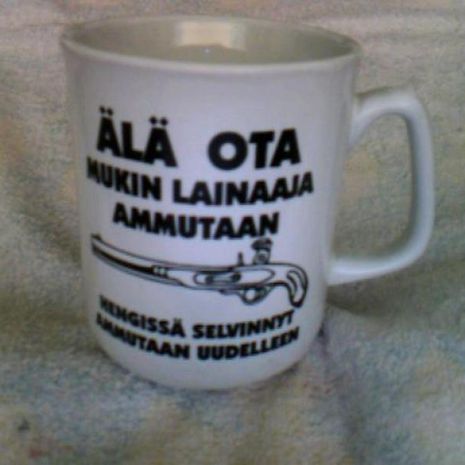 ÄLÄ OTA
MUKIN LAINAAJA
AMMUTAAN
HENGISSÄ SELVINNYT
AMMUTAAN UUDELLEEN